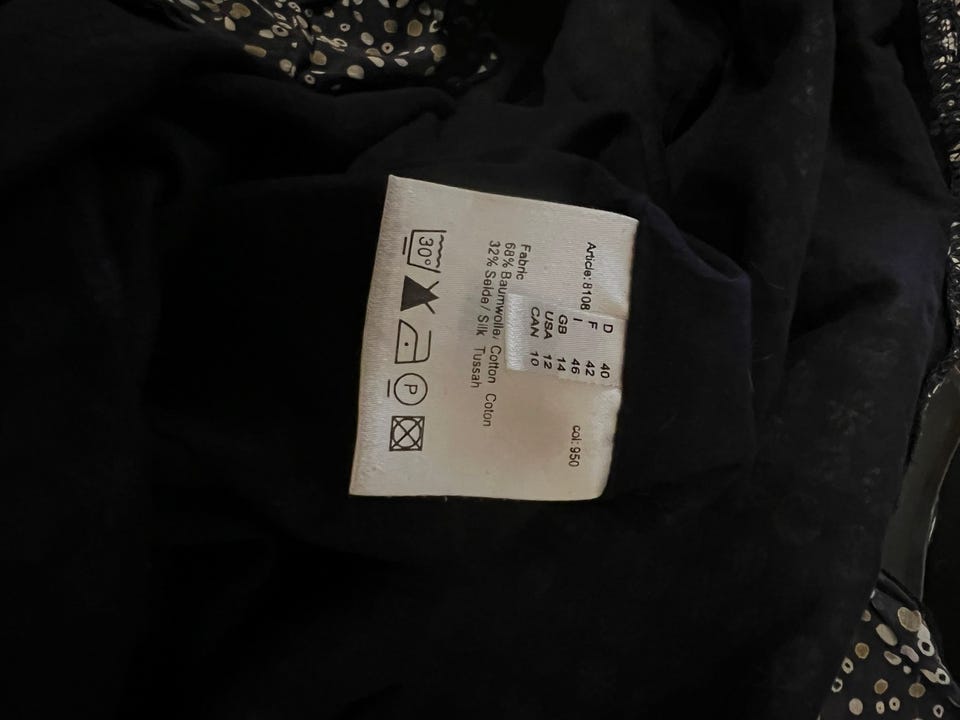 Article: 8108
D 40
F 42
I 46
GB 14
USA 12
CAN 10
col: 950
Fabric
68% Baumwolle/ Cotton Coton
32% Seide / Silk Tussah
30°
P